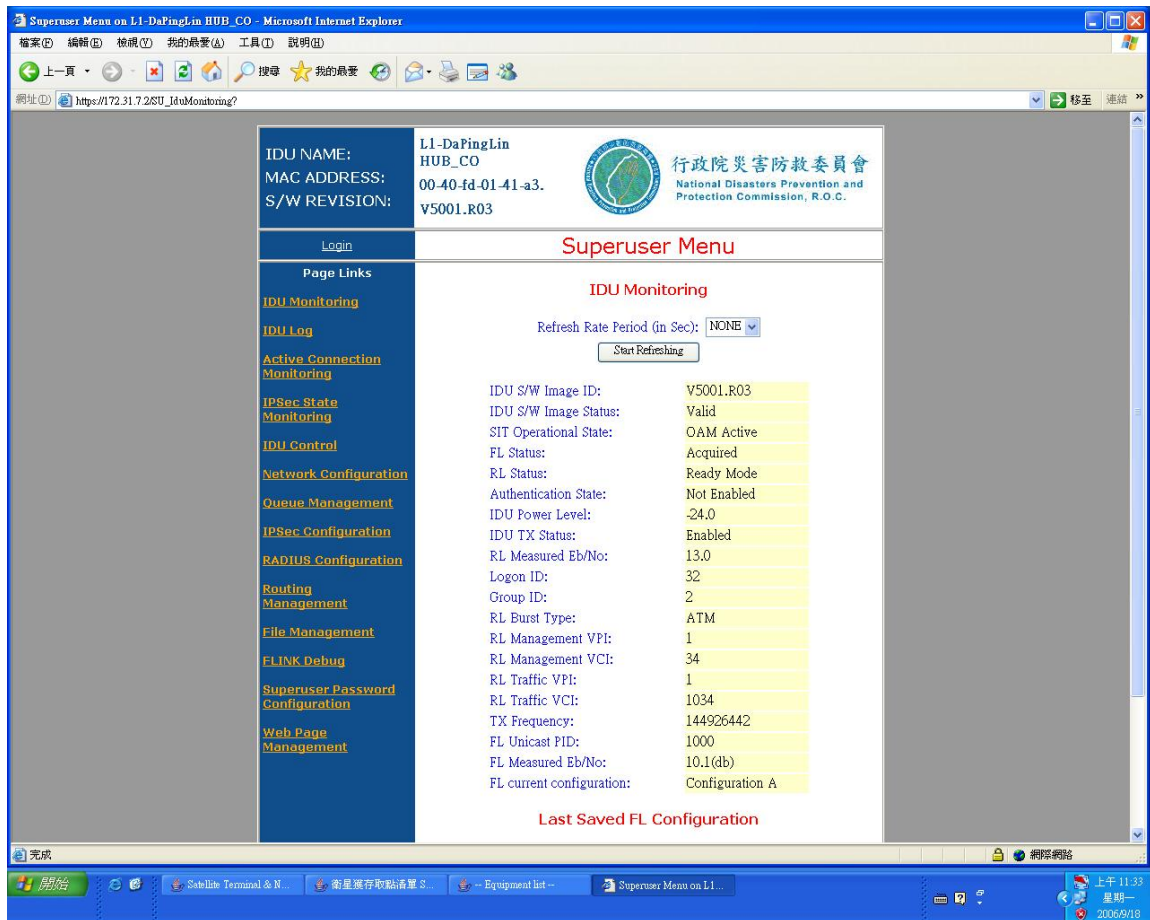 Superuser Menu on L1-DaPingLin HUB_CO - Microsoft Internet Explorer
檔案(F) 編輯(E) 檢視(V) 我的最愛(A) 工具(T) 說明(H)
上一頁 搜尋 我的最愛
網址(D) https://172.31.7.2/SU_IduMonitoring? 移至 連結 »
IDU NAME: L1-DaPingLin HUB_CO
MAC ADDRESS: 00-40-fd-01-41-a3.
S/W REVISION: V5001.R03
行政院災害防救委員會
National Disasters Prevention and
Protection Commission, R.O.C.
Login
Superuser Menu
Page Links
IDU Monitoring
IDU Log
Active Connection
Monitoring
IPSec State
Monitoring
IDU Control
Network Configuration
Queue Management
IPSec Configuration
RADIUS Configuration
Routing
Management
File Management
FLINK Debug
Superuser Password
Configuration
Web Page
Management
IDU Monitoring
Refresh Rate Period (in Sec): NONE
Start Refreshing
IDU S/W Image ID: V5001.R03
IDU S/W Image Status: Valid
SIT Operational State: OAM Active
FL Status: Acquired
RL Status: Ready Mode
Authentication State: Not Enabled
IDU Power Level: -24.0
IDU TX Status: Enabled
RL Measured Eb/No: 13.0
Logon ID: 32
Group ID: 2
RL Burst Type: ATM
RL Management VPI: 1
RL Management VCI: 34
RL Traffic VPI: 1
RL Traffic VCI: 1034
TX Frequency: 144926442
FL Unicast PID: 1000
FL Measured Eb/No: 10.1(db)
FL current configuration: Configuration A
Last Saved FL Configuration
完成 網際網路
開始 Satellite Terminal & N... 衛星獲存取點清單 S... -- Equipment list -- Superuser Menu on L1...
上午 11:33
星期一
2006/9/18